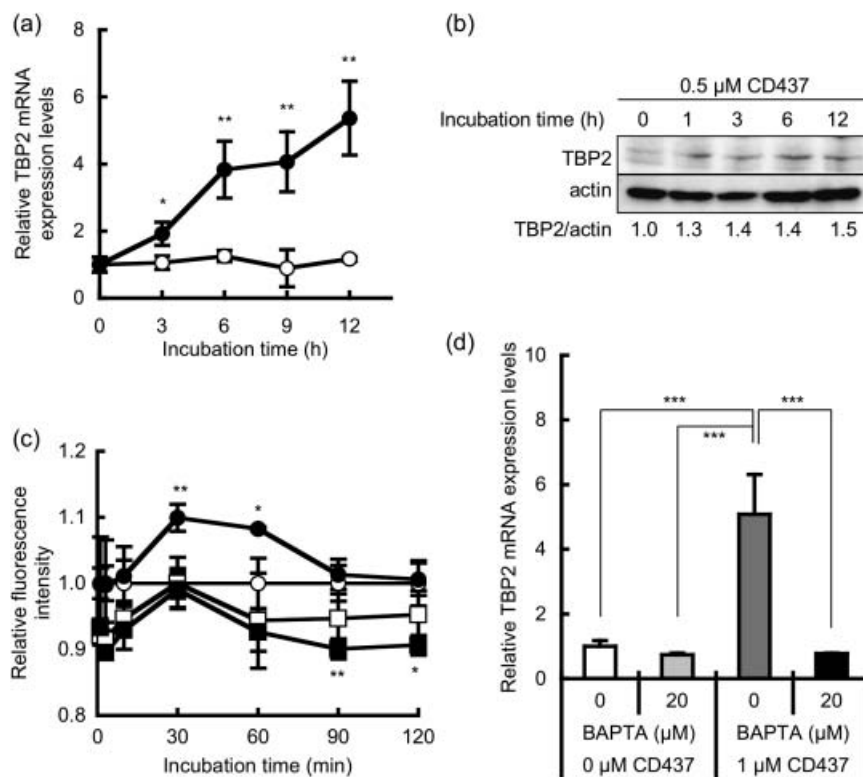 (a)
Relative TBP2 mRNA
expression levels
8
6
4
2
0
*
**
**
**
0
3
6
9
12
Incubation time (h)
(b)
0.5 µM CD437
Incubation time (h) 0 1 3 6 12
TBP2
actin
TBP2/actin 1.0 1.3 1.4 1.4 1.5
(c)
Relative fluorescence
intensity
1.2
1.1
1.0
0.9
0.8
**
*
**
*
0 30 60 90 120
Incubation time (min)
(d)
Relative TBP2 mRNA expression levels
10
8
6
4
2
0
***
***
***
0 20 0 20
BAPTA (µM) BAPTA (µM)
0 µM CD437 1 µM CD437